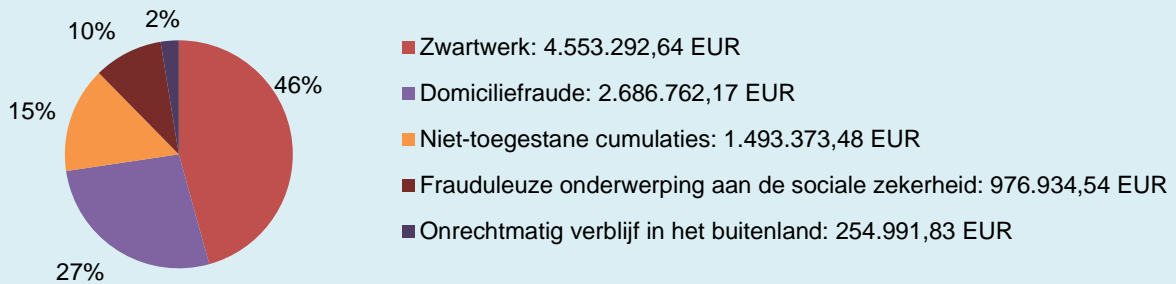 10%
2%
46%
15%
27%
Zwartwerk: 4.553.292,64 EUR
Domiciliefraude: 2.686.762,17 EUR
Niet-toegestane cumulaties: 1.493.373,48 EUR
Frauduleuze onderwerping aan de sociale zekerheid: 976.934,54 EUR
Onrechtmatig verblijf in het buitenland: 254.991,83 EUR